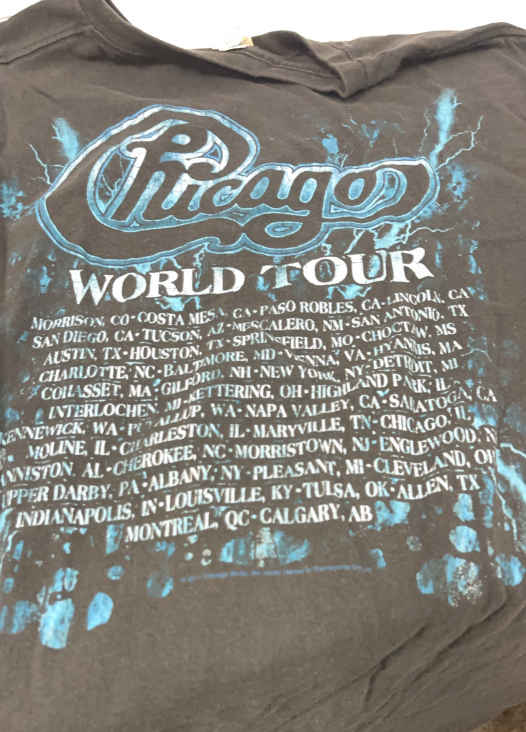 Chicago
WORLD TOUR
MORRISON, CO • COSTA MESA, CA • PASO ROBLES, CA • LINCOLN, CA
SAN DIEGO, CA • TUCSON, AZ • MESCALERO, NM • SAN ANTONIO, TX
AUSTIN, TX • HOUSTON, TX • SPRINGFIELD, MO • CHOCTAW, MS
CHARLOTTE, NC • BALTIMORE, MD • VIENNA, VA • HYANNIS, MA
COHASSET, MA • GILFORD, NH • NEW YORK, NY • DETROIT, MI
INTERLOCHEN, MI • KETTERING, OH • HIGHLAND PARK, IL
KENNEWICK, WA • PUYALLUP, WA • NAPA VALLEY, CA • SARATOGA, CA
MOLINE, IL • CHARLESTON, IL • MARYVILLE, TN • CHICAGO, IL
ANNISTON, AL • CHEROKEE, NC • MORRISTOWN, NJ • ENGLEWOOD, NJ
UPPER DARBY, PA • ALBANY, NY • PLEASANT, MI • CLEVELAND, OH
INDIANAPOLIS, IN • LOUISVILLE, KY • TULSA, OK • ALLEN, TX
MONTREAL, QC • CALGARY, AB